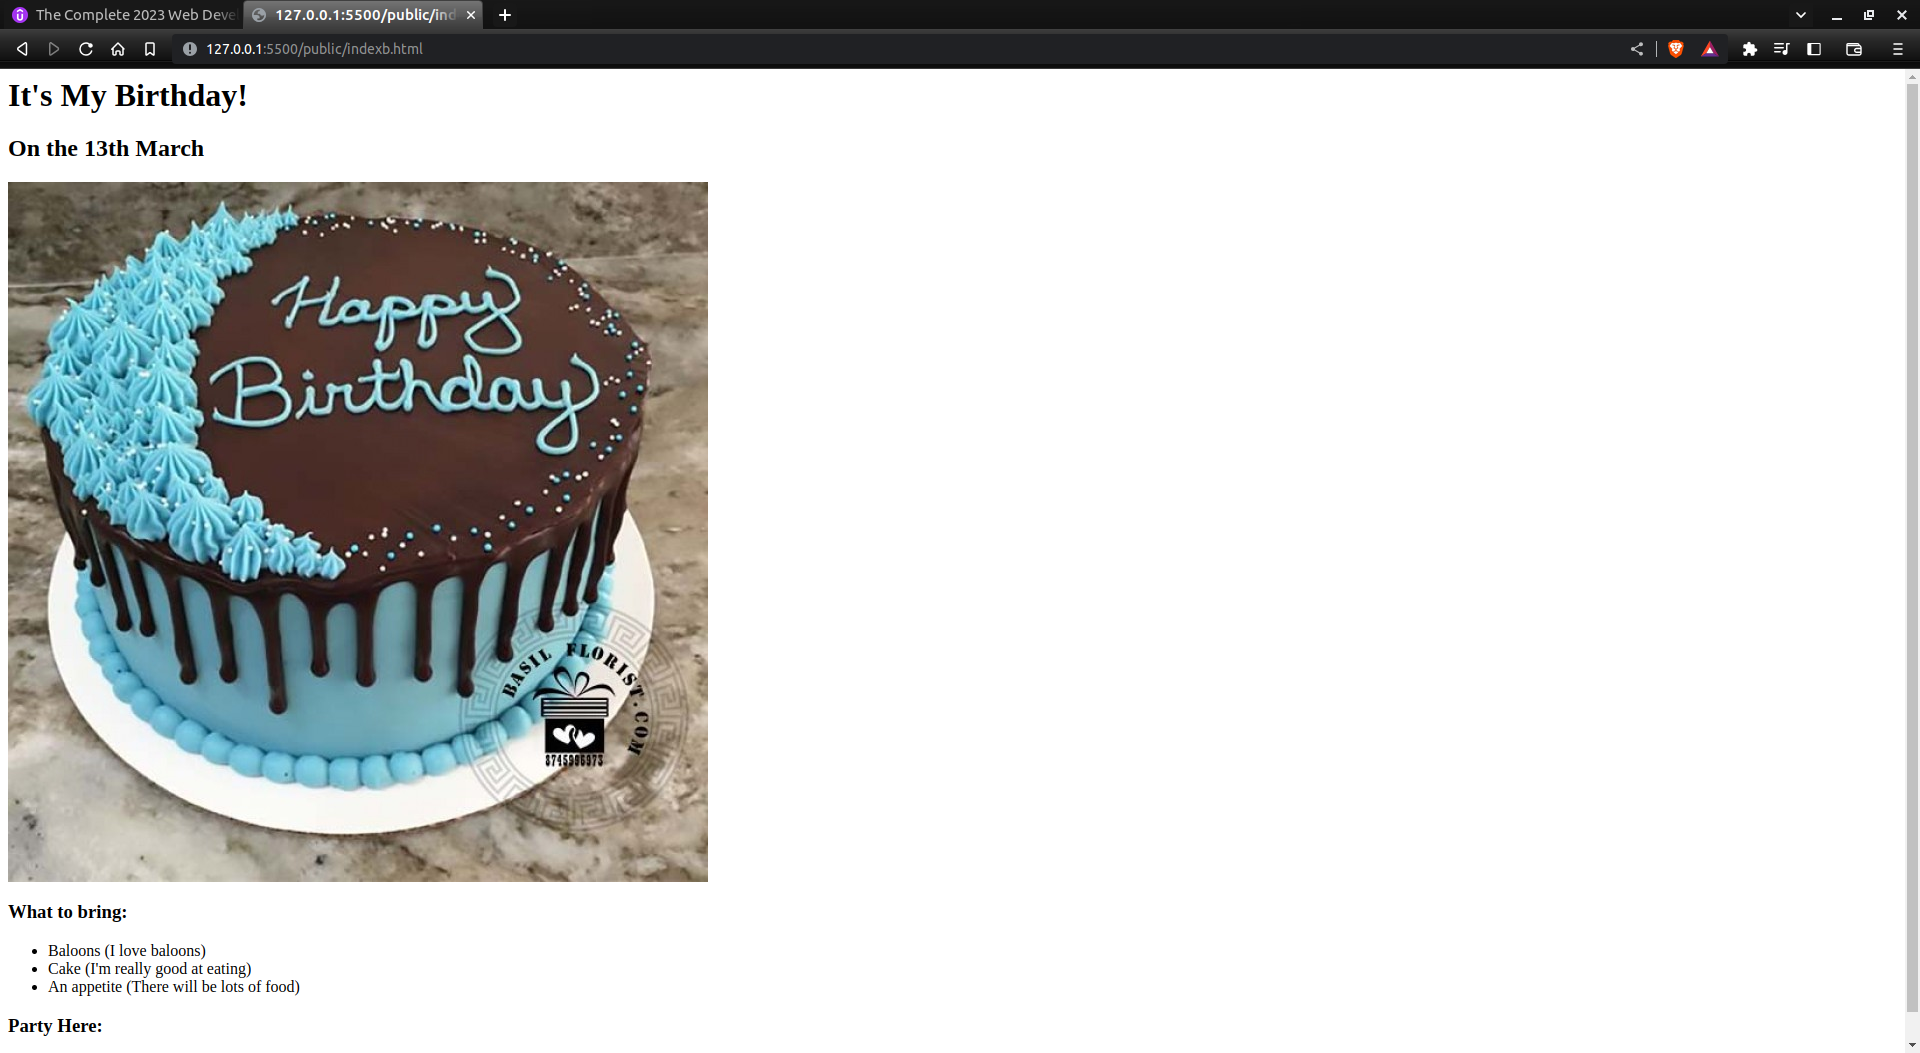 The Complete 2023 Web Devel
127.0.0.1:5500/public/ind
127.0.0.1:5500/public/indexb.html
It's My Birthday!
On the 13th March
Happy
Birthday
BASIL FLORIST.COM
3745996973
What to bring:
Baloons (I love baloons)
Cake (I'm really good at eating)
An appetite (There will be lots of food)
Party Here: